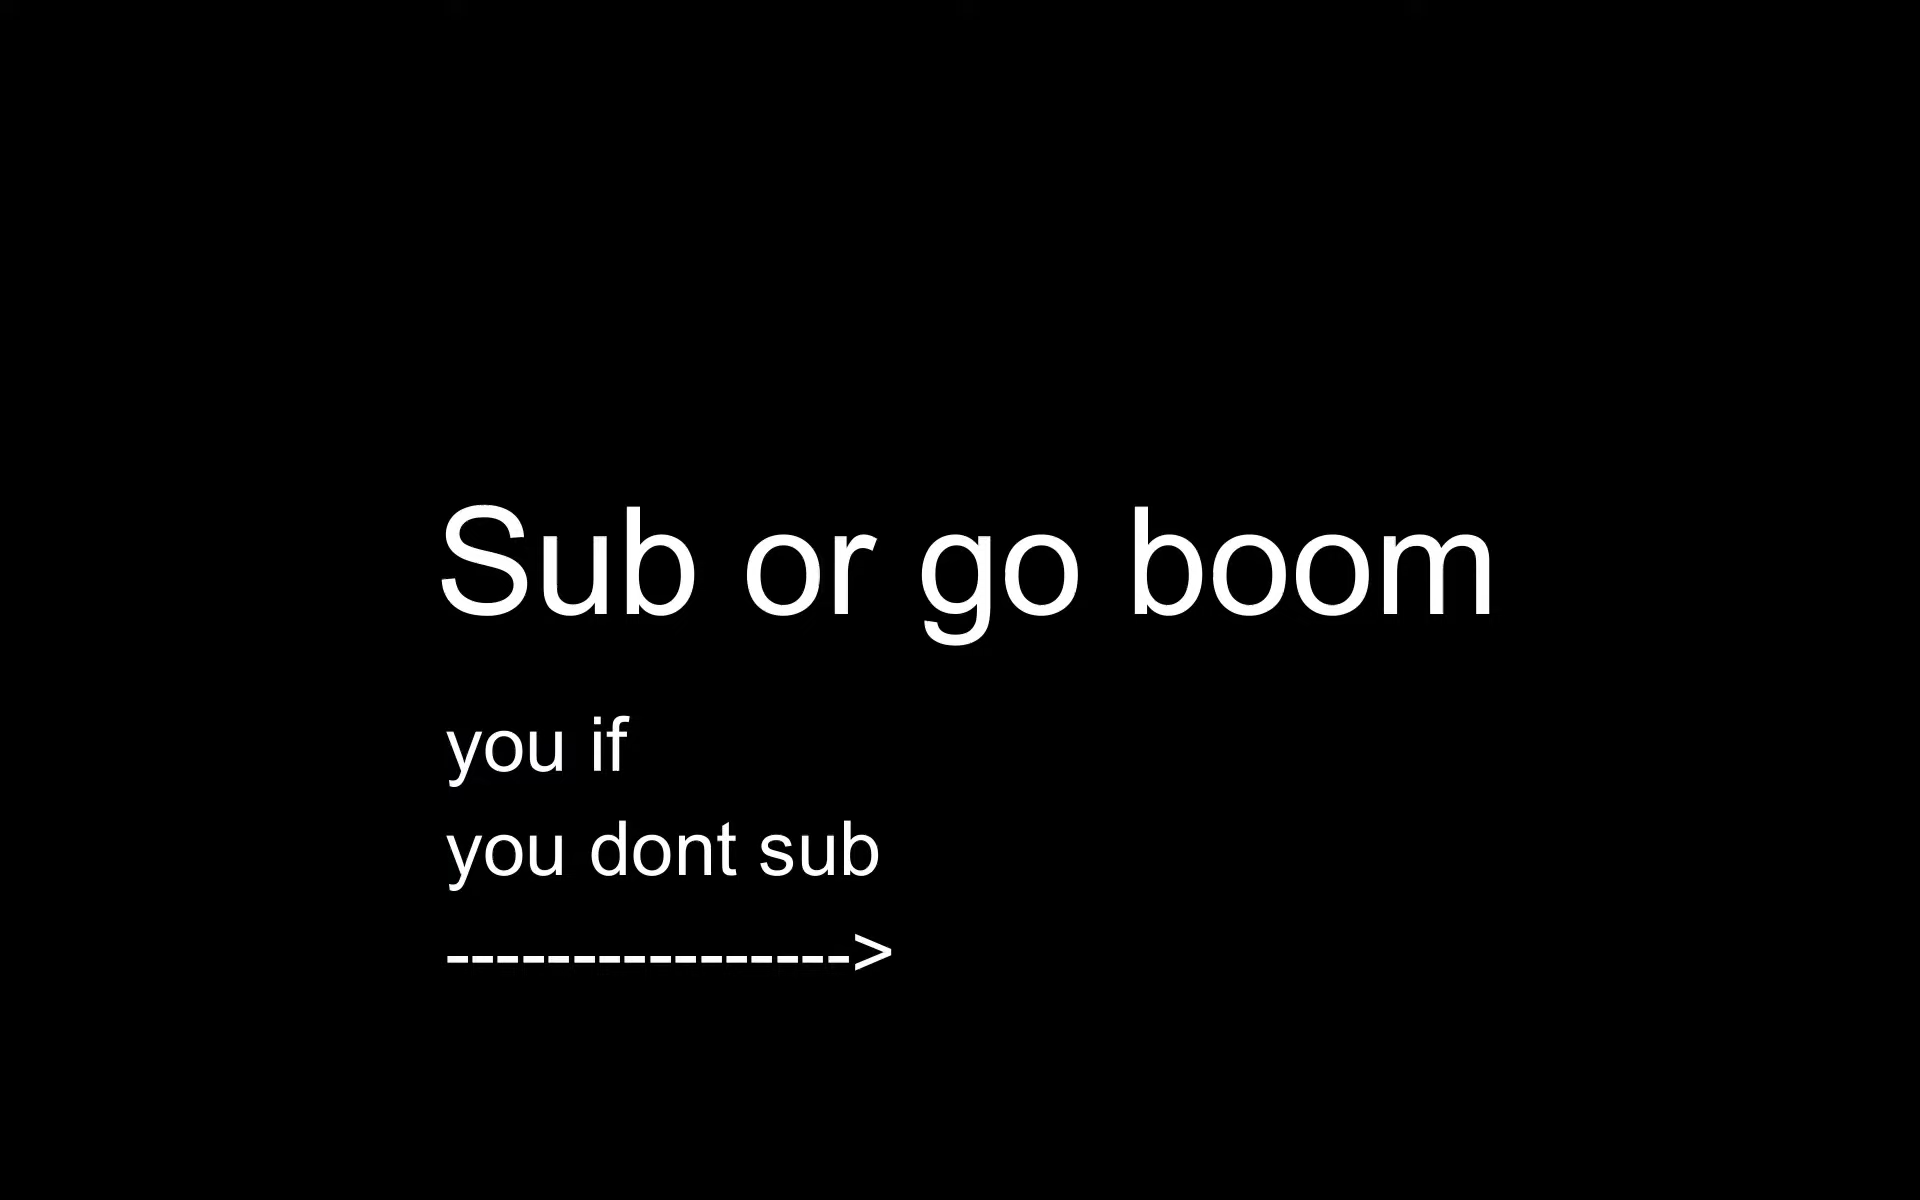 Sub or go boom
you if
you dont sub
---------------->